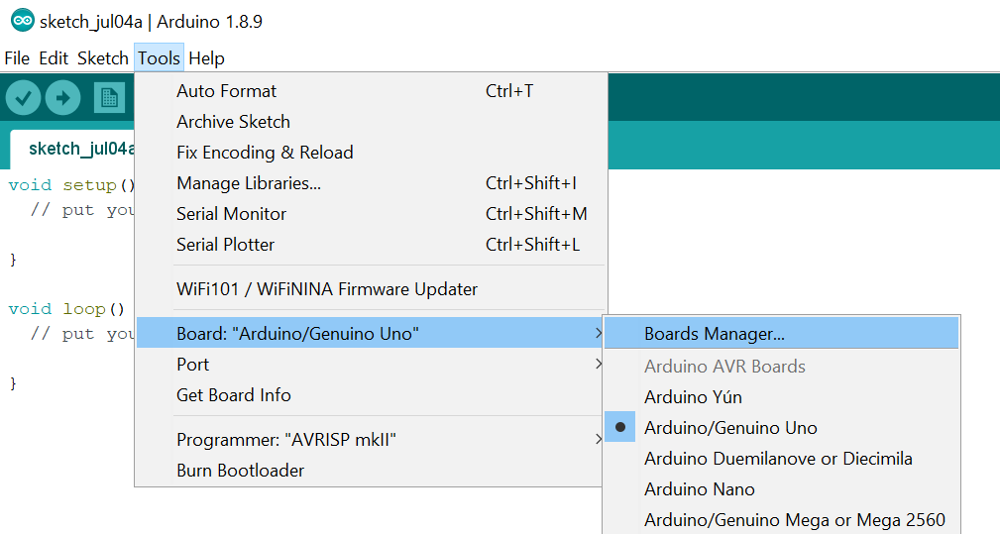 sketch_jul04a | Arduino 1.8.9
File Edit Sketch Tools Help
Auto Format Ctrl+T
Archive Sketch
Fix Encoding & Reload
Manage Libraries... Ctrl+Shift+I
Serial Monitor Ctrl+Shift+M
Serial Plotter Ctrl+Shift+L
WiFi101 / WiFiNINA Firmware Updater
Board: "Arduino/Genuino Uno"
Port
Get Board Info
Programmer: "AVRISP mkII"
Burn Bootloader
Boards Manager...
Arduino AVR Boards
Arduino Yún
Arduino/Genuino Uno
Arduino Duemilanove or Diecimila
Arduino Nano
Arduino/Genuino Mega or Mega 2560
sketch_jul04a
void setup()
// put you
}
void loop()
// put you
}